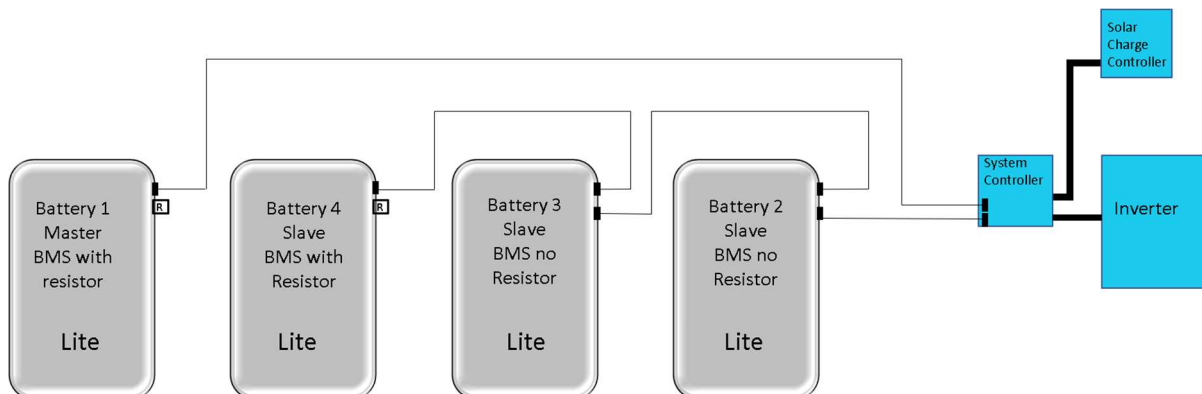 Solar
Charge
Controller
System
Controller
Inverter
Battery 1
Master
BMS with
resistor
Lite
R
Battery 4
Slave
BMS with
Resistor
Lite
R
Battery 3
Slave
BMS no
Resistor
Lite
Battery 2
Slave
BMS no
Resistor
Lite